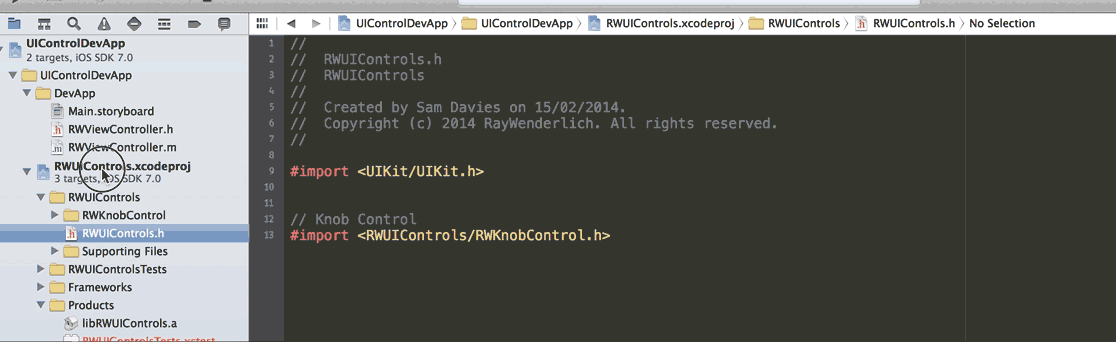 UIControlDevApp 〉 UIControlDevApp 〉 RWUIControls.xcodeproj 〉 RWUIControls 〉 RWUIControls.h 〉 No Selection
UIControlDevApp
2 targets, iOS SDK 7.0
UIControlDevApp
DevApp
Main.storyboard
RWViewController.h
RWViewController.m
RWUIControls.xcodeproj
3 targets, iOS SDK 7.0
RWUIControls
RWKnobControl
RWUIControls.h
Supporting Files
RWUIControlsTests
Frameworks
Products
libRWUIControls.a
RWUIControlsTests.xctest
1 //
2 //  RWUIControls.h
3 //  RWUIControls
4 //
5 //  Created by Sam Davies on 15/02/2014.
6 //  Copyright (c) 2014 RayWenderlich. All rights reserved.
7 //
8
9 #import <UIKit/UIKit.h>
10
11
12 // Knob Control
13 #import <RWUIControls/RWKnobControl.h>